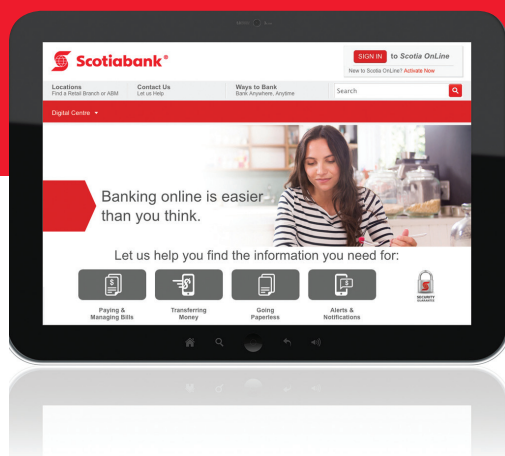 Scotiabank®
SIGN IN to Scotia OnLine
New to Scotia OnLine? Activate Now
Locations
Find a Retail Branch or ABM
Contact Us
Let us Help
Ways to Bank
Bank Anywhere, Anytime
Search
Digital Centre
Banking online is easier
than you think.
Let us help you find the information you need for:
$
Paying &
Managing Bills
$
Transferring
Money
Going
Paperless
$
Alerts &
Notifications
SECURITY
GUARANTEE